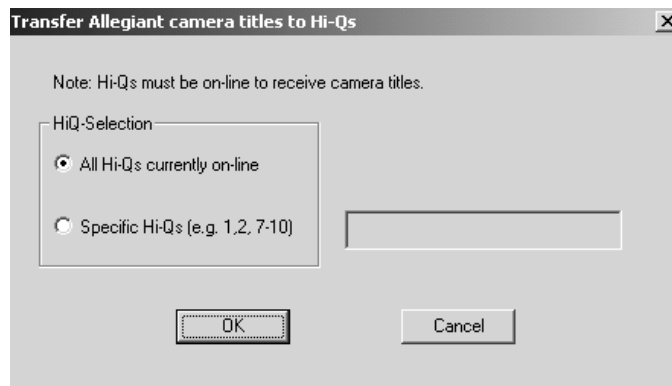 Transfer Allegiant camera titles to Hi-Qs
Note: Hi-Qs must be on-line to receive camera titles.
HiQ-Selection
All Hi-Qs currently on-line
Specific Hi-Qs (e.g. 1,2, 7-10)
OK
Cancel